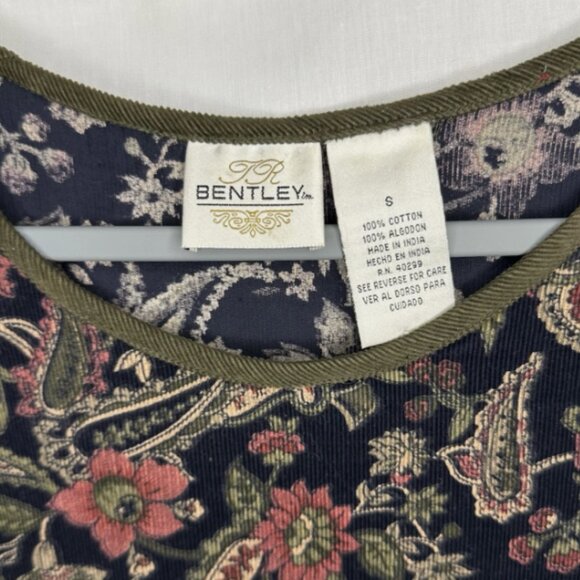 TR
BENTLEY
S
100% COTTON
100% ALGODON
MADE IN INDIA
HECHO EN INDIA
R.N. 40299
SEE REVERSE FOR CARE
VER AL DORSO PARA
CUIDADO